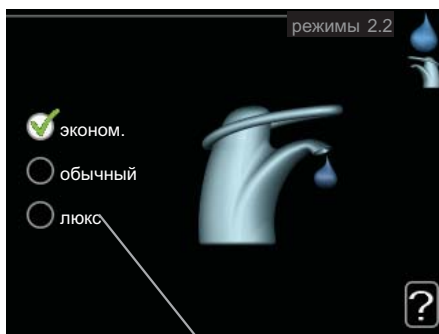 режимы 2.2
эконом.
обычный
люкс
?